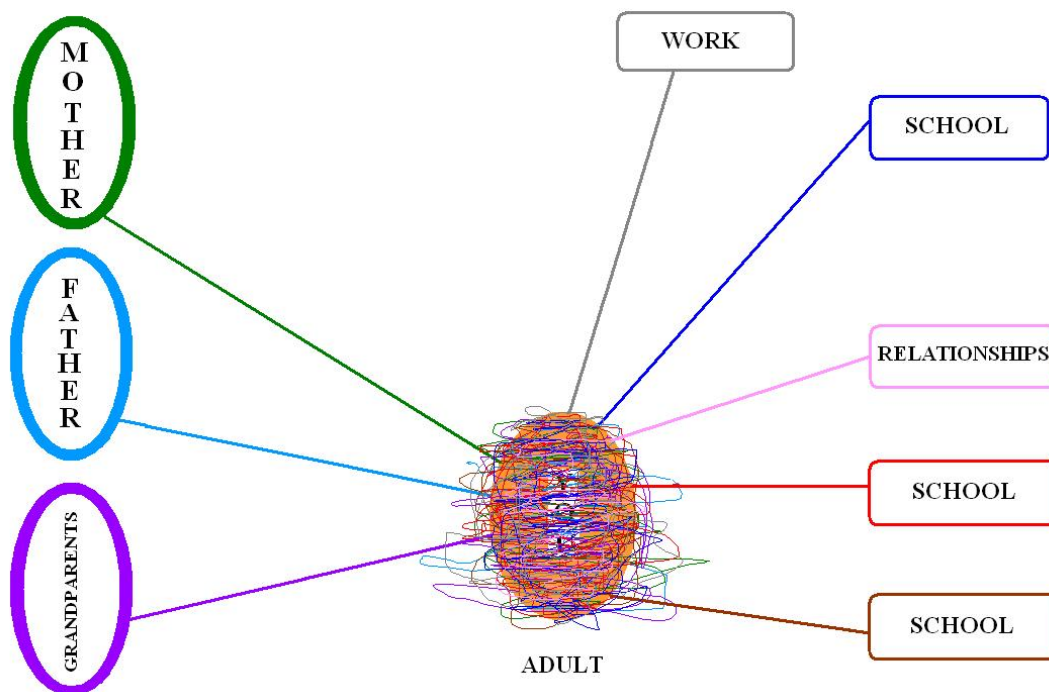 MOTHER
WORK
SCHOOL
FATHER
RELATIONSHIPS
GRANDPARENTS
SCHOOL
SCHOOL
ADULT